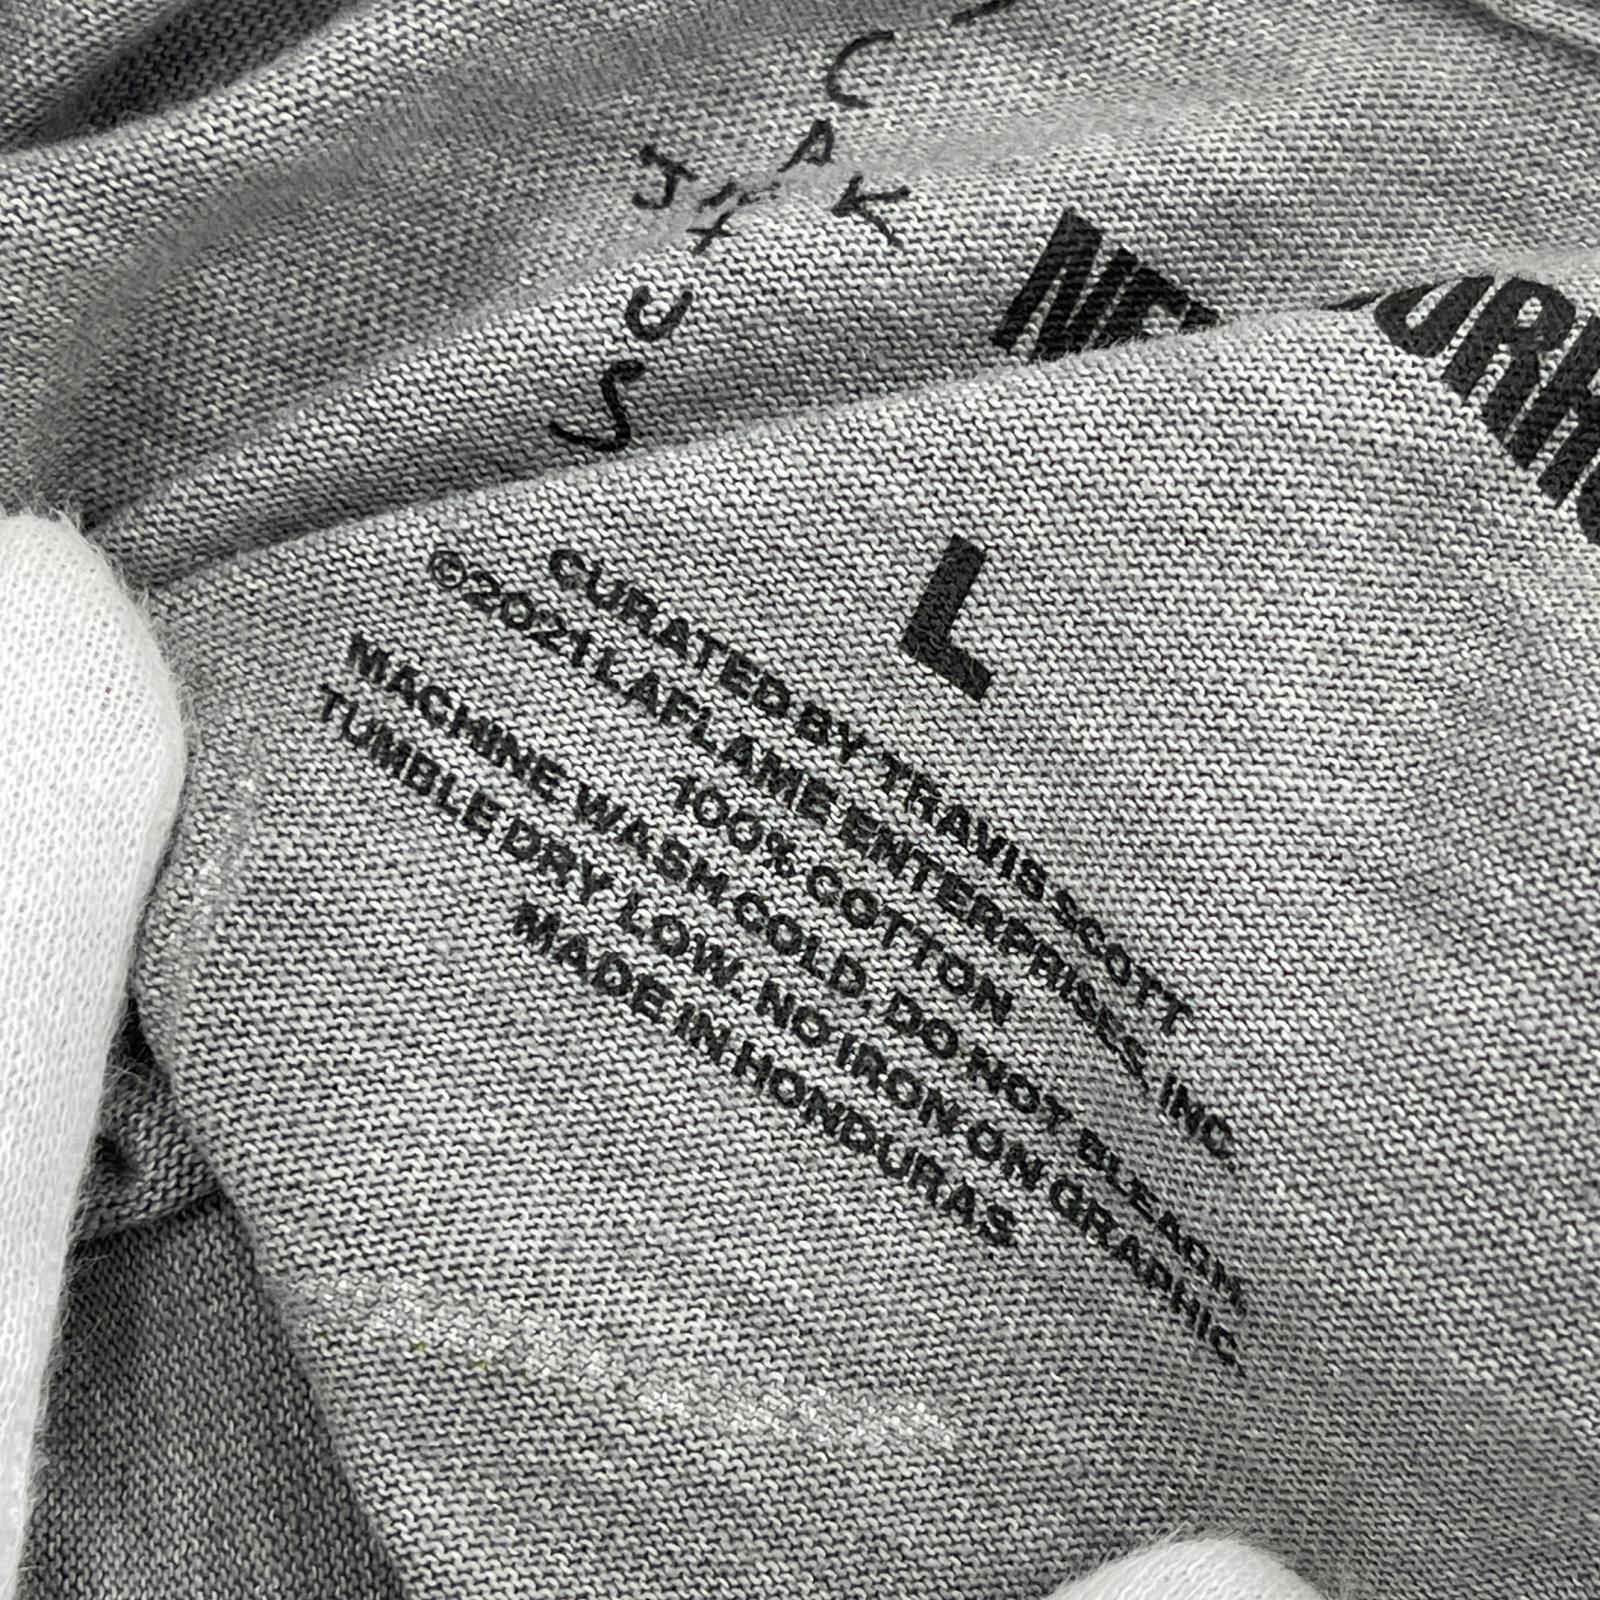 L
CURATED BY TRAVIS SCOTT
©2021 LAFLAME ENTERPRISES, INC.
100% COTTON
MACHINE WASH COLD, DO NOT BLEACH,
TUMBLE DRY LOW. NO IRON ON GRAPHIC
MADE IN HONDURAS